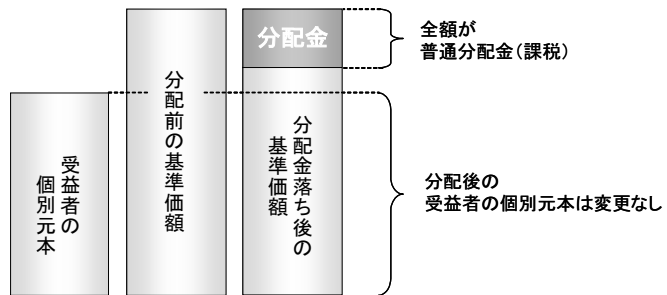 受益者の
個別元本
分配前の基準価額
分配金
分配金落ち後の
基準価額
全額が
普通分配金（課税）
分配後の
受益者の個別元本は変更なし